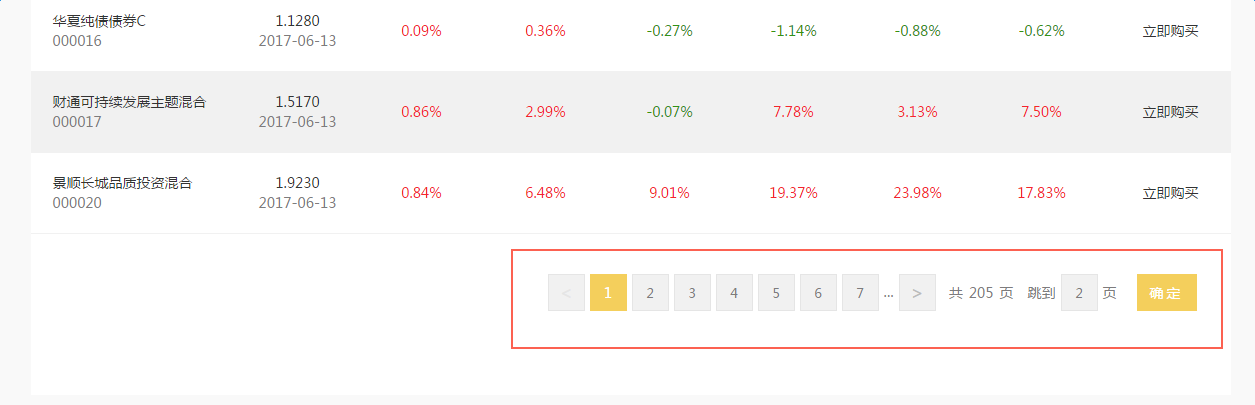 华夏纯债债券C 1.1280 0.09% 0.36% -0.27% -1.14% -0.88% -0.62% 立即购买
000016 2017-06-13
财通可持续发展主题混合 1.5170 0.86% 2.99% -0.07% 7.78% 3.13% 7.50% 立即购买
000017 2017-06-13
景顺长城品质投资混合 1.9230 0.84% 6.48% 9.01% 19.37% 23.98% 17.83% 立即购买
000020 2017-06-13
< 1 2 3 4 5 6 7 ... > 共 205 页 跳到 2 页 确定